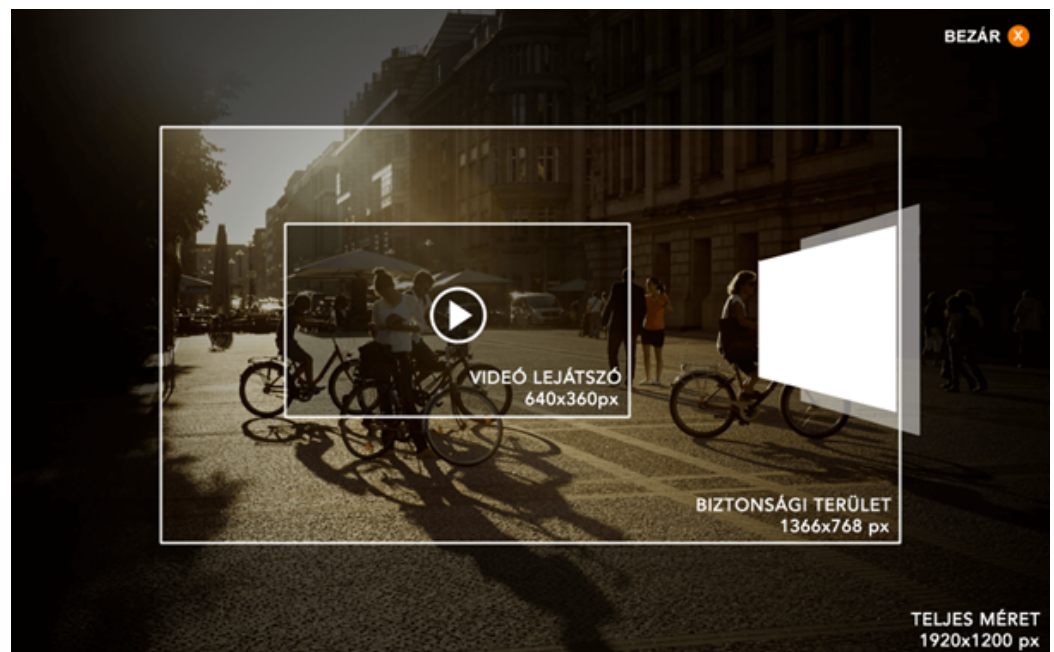 BEZÁR X
VIDEÓ LEJÁTSZÓ
640x360px
BIZTONSÁGI TERÜLET
1366x768 px
TELJES MÉRET
1920x1200 px